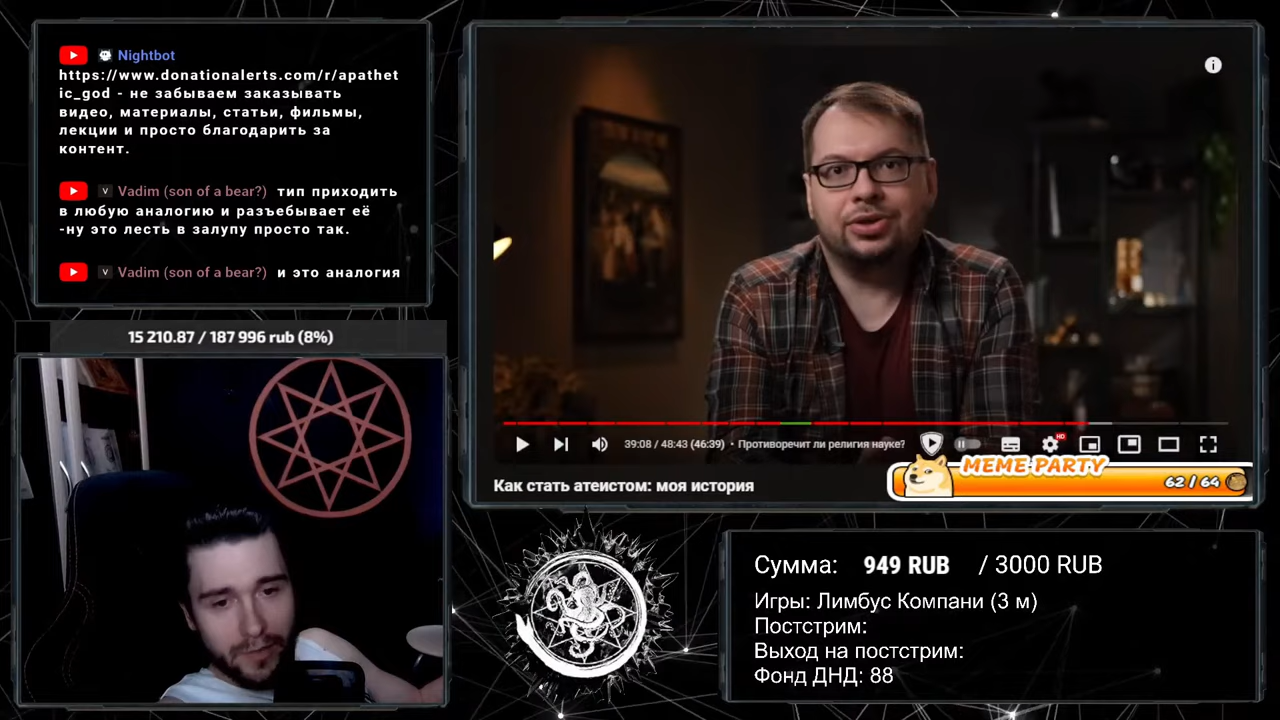 Nightbot
https://www.donationalerts.com/r/apathet
ic_god - не забываем заказывать
видео, материалы, статьи, фильмы,
лекции и просто благодарить за
контент.
V Vadim (son of a bear?) тип приходить
в любую аналогию и разъебывает её
-ну это лесть в залупу просто так.
V Vadim (son of a bear?) и это аналогия
15 210.87 / 187 996 rub (8%)
39:08 / 48:43 (46:39) • Противоречит ли религия науке?
HD
MEME PARTY
62 / 64
Как стать атеистом: моя история
Сумма: 949 RUB / 3000 RUB
Игры: Лимбус Компани (3 м)
Постстрим:
Выход на постстрим:
Фонд ДНД: 88